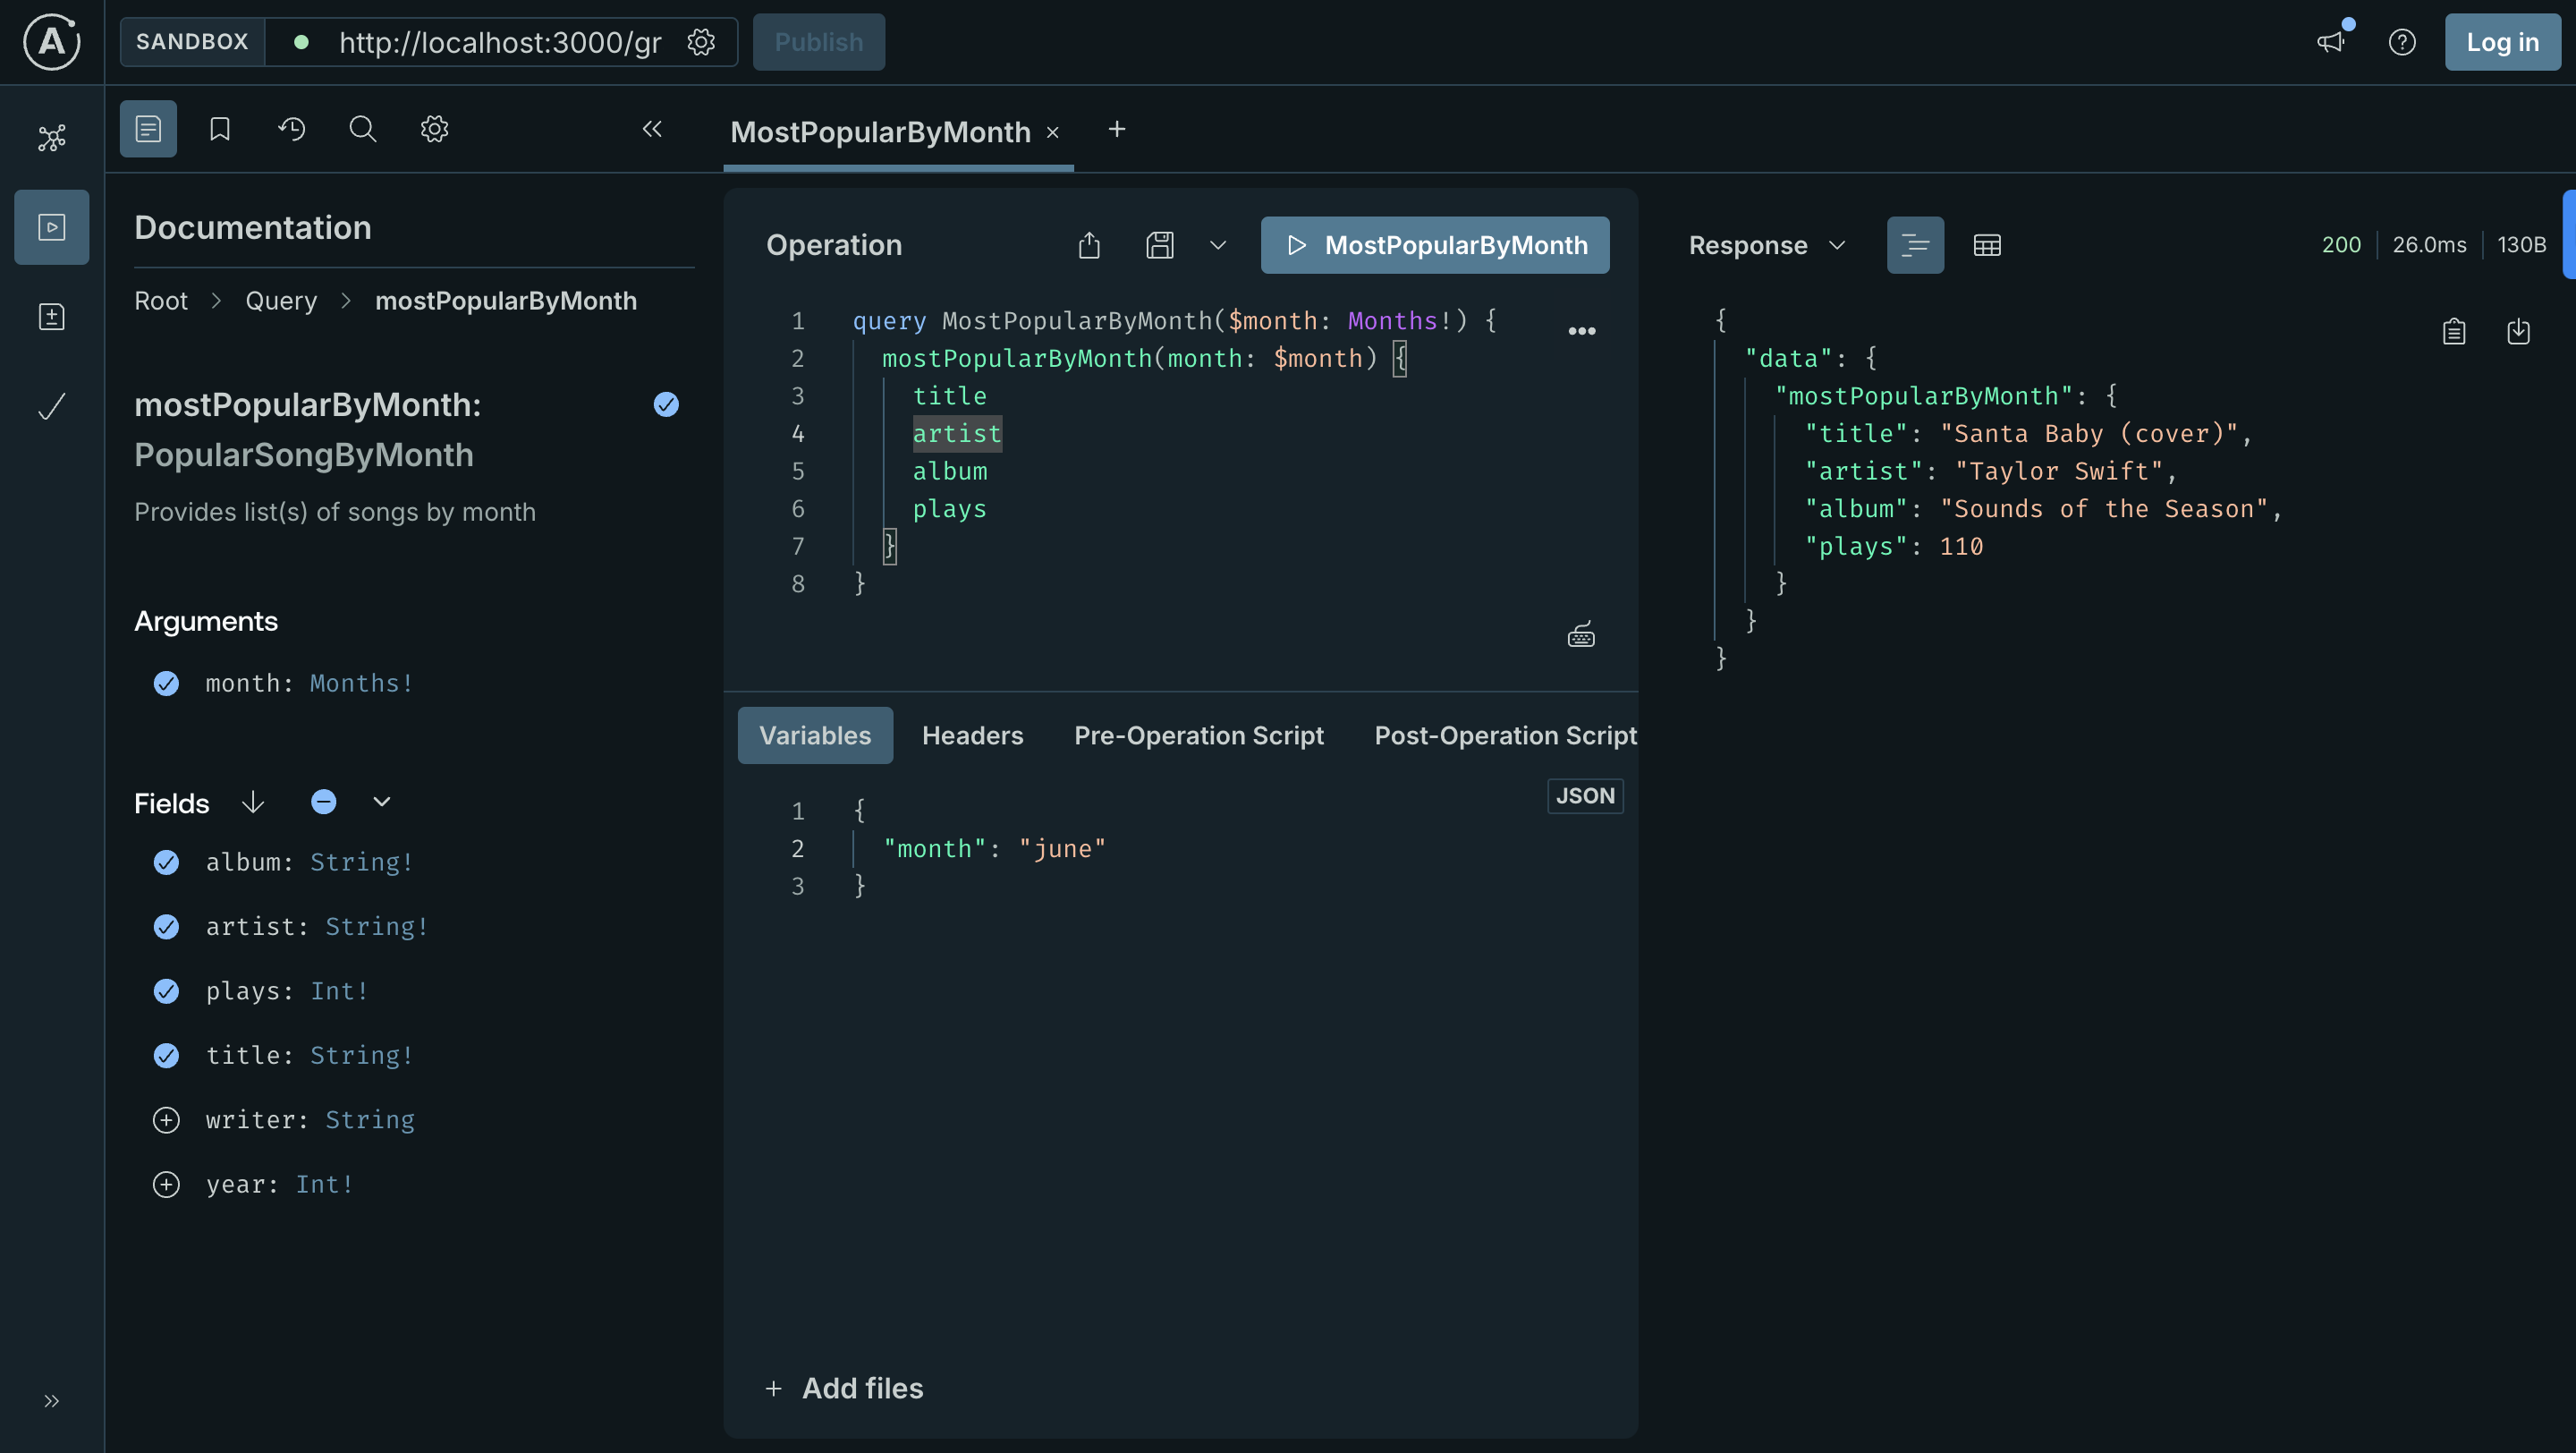 SANDBOX http://localhost:3000/gr Publish Log in
MostPopularByMonth
Documentation
Root > Query > mostPopularByMonth
mostPopularByMonth:
PopularSongByMonth
Provides list(s) of songs by month
Arguments
month: Months!
Fields
album: String!
artist: String!
plays: Int!
title: String!
writer: String
year: Int!
Operation MostPopularByMonth
1 query MostPopularByMonth($month: Months!) {
2 mostPopularByMonth(month: $month) {
3 title
4 artist
5 album
6 plays
7 }
8 }
Variables Headers Pre-Operation Script Post-Operation Script
JSON
1 {
2 "month": "june"
3 }
+ Add files
Response 200 26.0ms 130B
{
"data": {
"mostPopularByMonth": {
"title": "Santa Baby (cover)",
"artist": "Taylor Swift",
"album": "Sounds of the Season",
"plays": 110
}
}
}